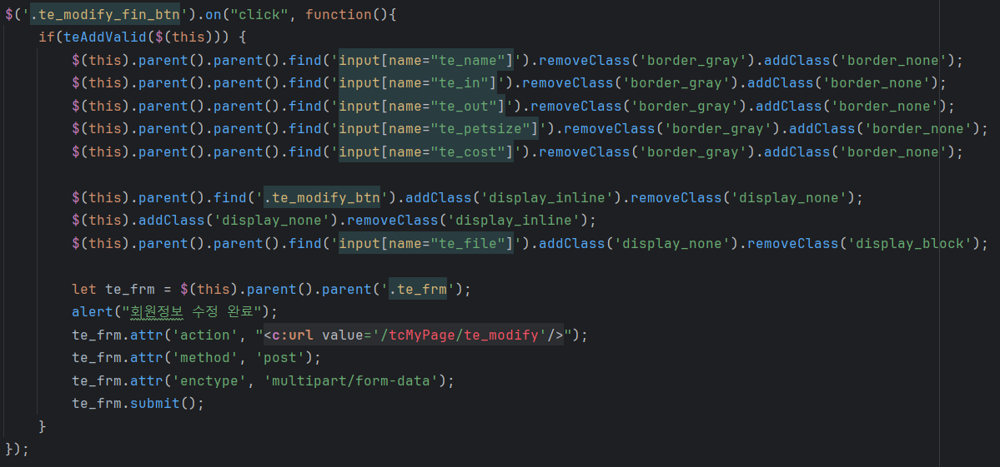 $('.te_modify_fin_btn').on("click", function(){
    if(teAddValid($(this))) {
        $(this).parent().parent().find('input[name="te_name"]').removeClass('border_gray').addClass('border_none');
        $(this).parent().parent().find('input[name="te_in"]').removeClass('border_gray').addClass('border_none');
        $(this).parent().parent().find('input[name="te_out"]').removeClass('border_gray').addClass('border_none');
        $(this).parent().parent().find('input[name="te_petsize"]').removeClass('border_gray').addClass('border_none');
        $(this).parent().parent().find('input[name="te_cost"]').removeClass('border_gray').addClass('border_none');

        $(this).parent().find('.te_modify_btn').addClass('display_inline').removeClass('display_none');
        $(this).addClass('display_none').removeClass('display_inline');
        $(this).parent().parent().find('input[name="te_file"]').addClass('display_none').removeClass('display_block');

        let te_frm = $(this).parent().parent('.te_frm');
        alert("회원정보 수정 완료");
        te_frm.attr('action', "<c:url value='/tcMyPage/te_modify'/>");
        te_frm.attr('method', 'post');
        te_frm.attr('enctype', 'multipart/form-data');
        te_frm.submit();
    }
});